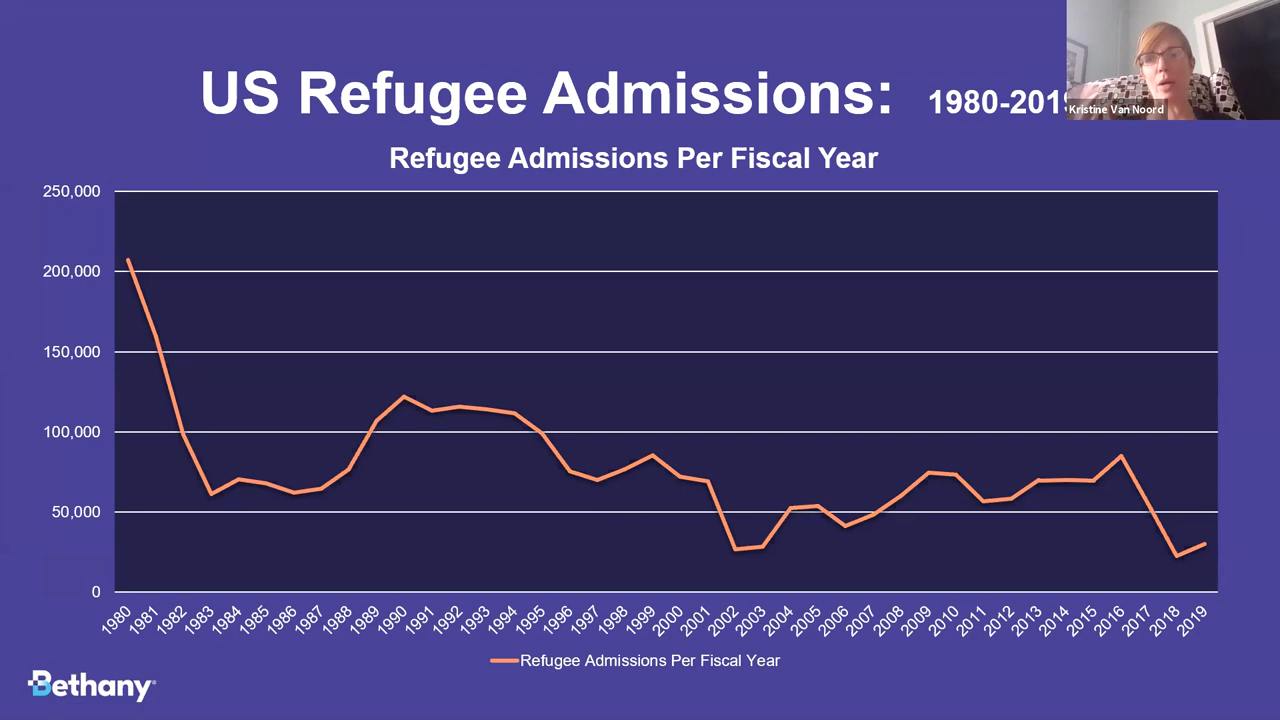 US Refugee Admissions: 1980-2019
Kristine Van Noord
Refugee Admissions Per Fiscal Year
250,000
200,000
150,000
100,000
50,000
0
1980 1981 1982 1983 1984 1985 1986 1987 1988 1989 1990 1991 1992 1993 1994 1995 1996 1997 1998 1999 2000 2001 2002 2003 2004 2005 2006 2007 2008 2009 2010 2011 2012 2013 2014 2015 2016 2017 2018 2019
Refugee Admissions Per Fiscal Year
Bethany